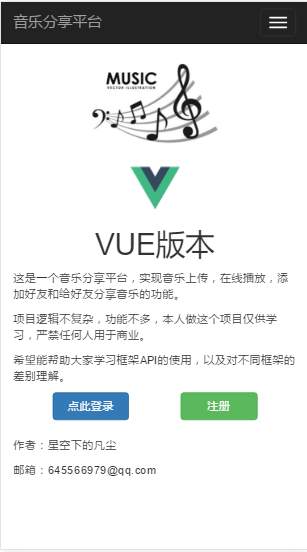 音乐分享平台
MUSIC
VECTOR ILLUSTRATION
VUE版本
这是一个音乐分享平台，实现音乐上传，在线播放，添
加好友和给好友分享音乐的功能。
项目逻辑不复杂，功能不多，本人做这个项目仅供学
习，严禁任何人用于商业。
希望能帮助大家学习框架API的使用，以及对不同框架的
差别理解。
点此登录 注册
作者：星空下的凡尘
邮箱：645566979@qq.com